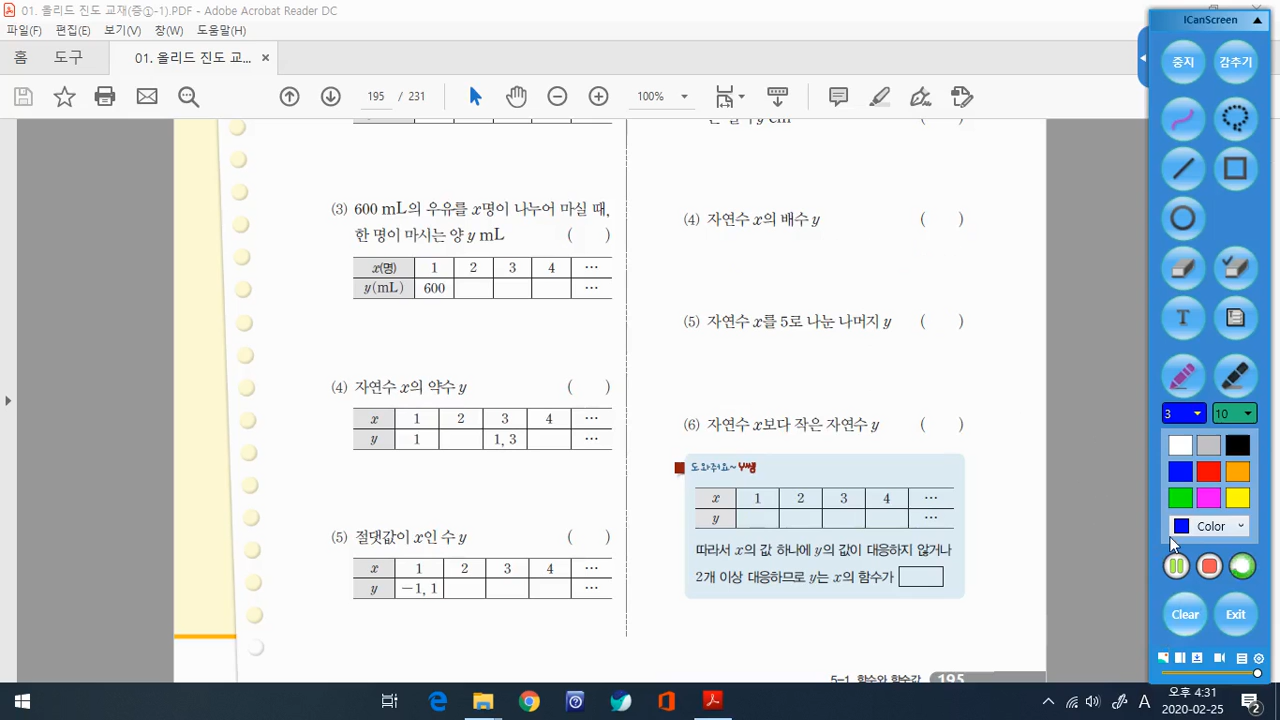 01. 올리드 진도 교재(중①-1).PDF - Adobe Acrobat Reader DC
파일(F) 편집(E) 보기(V) 창(W) 도움말(H)
홈 도구 01. 올리드 진도 교... ×
195 / 231 100%
(3) 600 mL의 우유를 x명이 나누어 마실 때,
한 명이 마시는 양 y mL ( )
x(명) 1 2 3 4 …
y(mL) 600 …
(4) 자연수 x의 약수 y ( )
x 1 2 3 4 …
y 1 1, 3 …
(5) 절댓값이 x인 수 y ( )
x 1 2 3 4 …
y −1, 1 …
(4) 자연수 x의 배수 y ( )
(5) 자연수 x를 5로 나눈 나머지 y ( )
(6) 자연수 x보다 작은 자연수 y ( )
도와줘요~ Y쌤
x 1 2 3 4 …
y …
따라서 x의 값 하나에 y의 값이 대응하지 않거나
2개 이상 대응하므로 y는 x의 함수가
5-1 함수와 함숫값 195
ICanScreen
중지 감추기
T
3 10
Color
Clear Exit
A 오후 4:31
2020-02-25 2